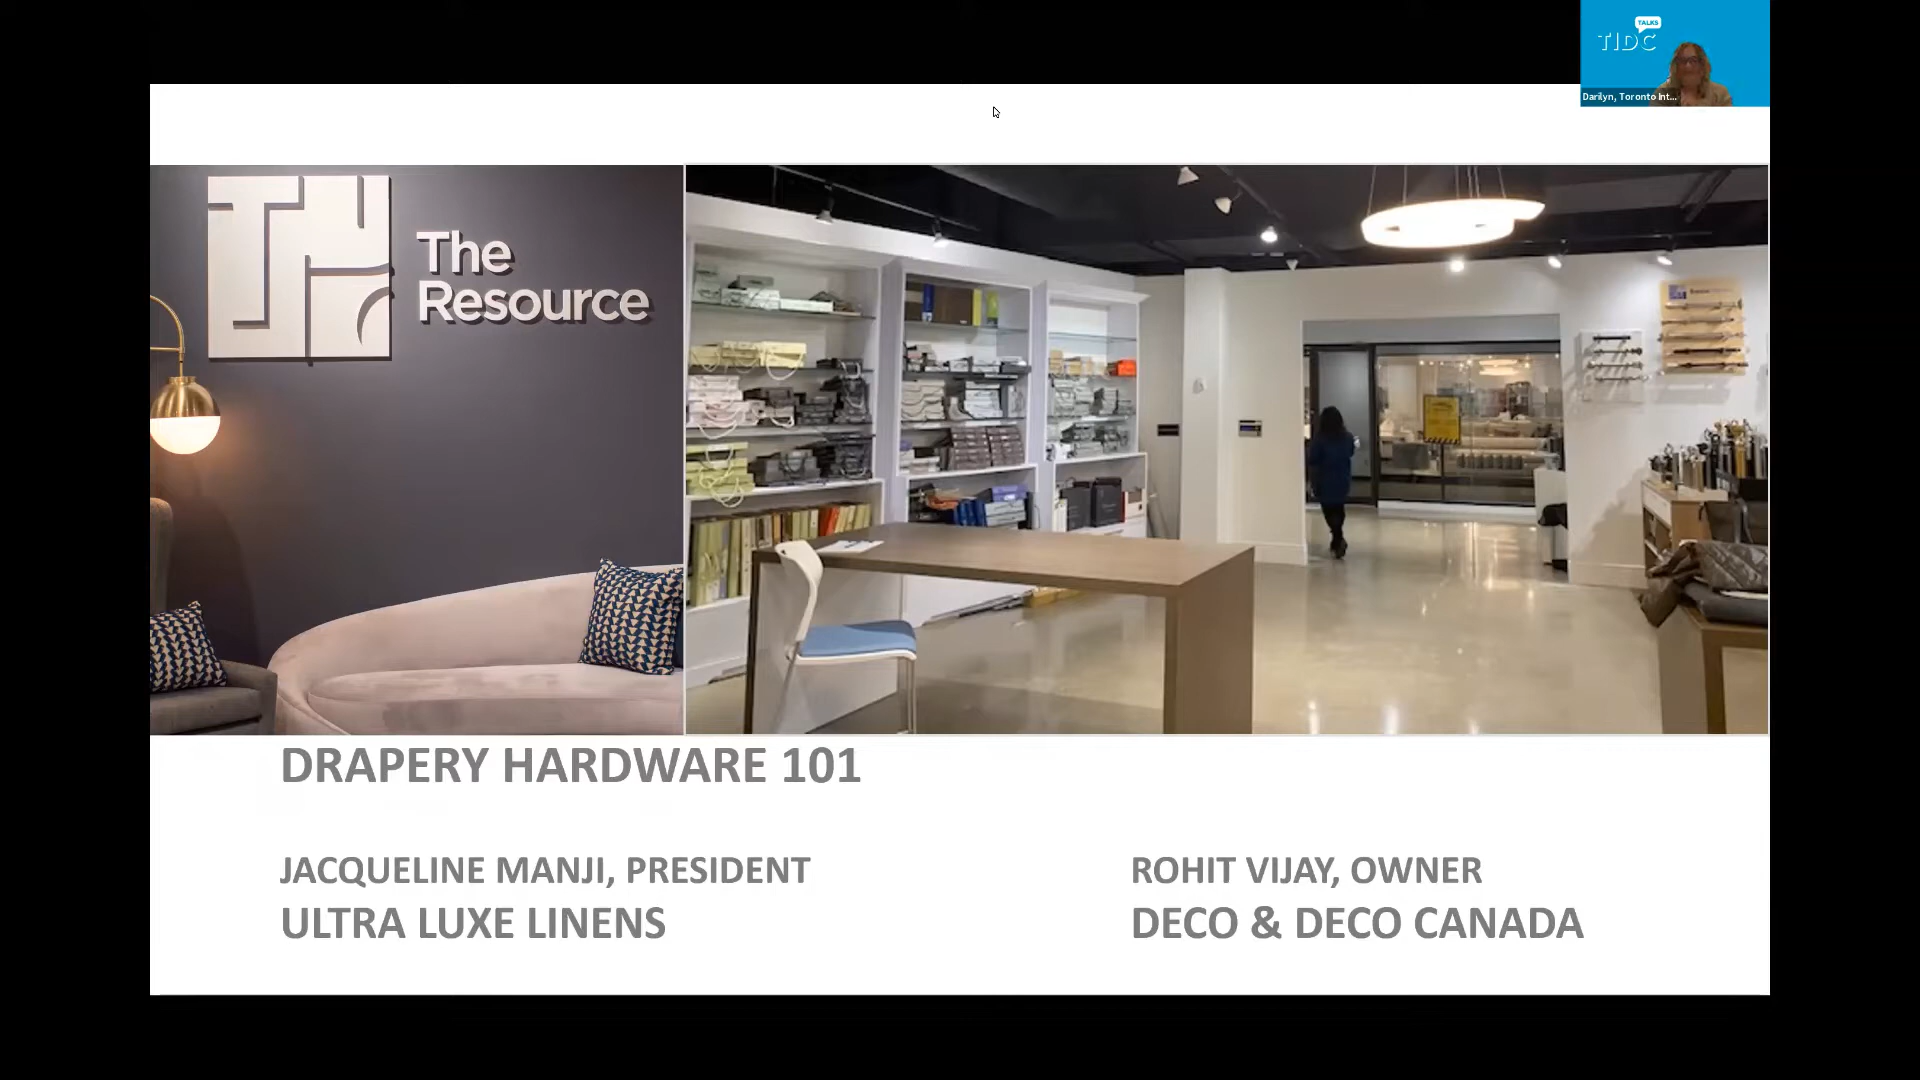 TALKS
TIDC
Darilyn, Toronto Int...
The
Resource
DRAPERY HARDWARE 101
JACQUELINE MANJI, PRESIDENT
ULTRA LUXE LINENS
ROHIT VIJAY, OWNER
DECO & DECO CANADA